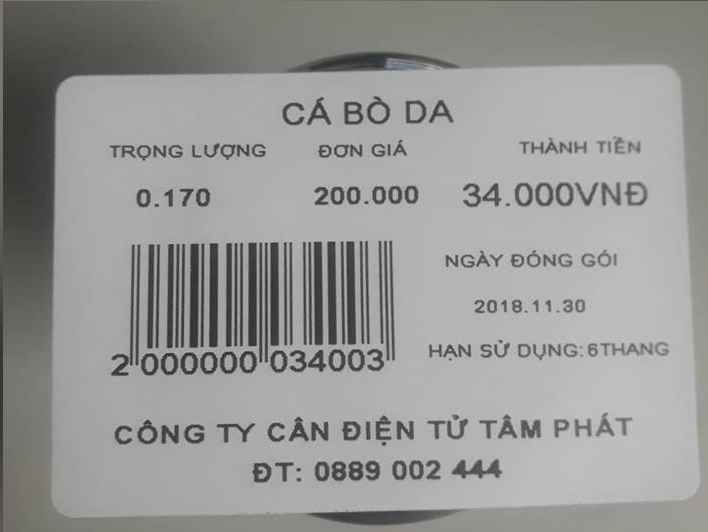 CÁ BÒ DA
TRỌNG LƯỢNG ĐƠN GIÁ THÀNH TIỀN
0.170 200.000 34.000VNĐ
NGÀY ĐÓNG GÓI
2018.11.30
HẠN SỬ DỤNG:6THANG
2 000000 034003
CÔNG TY CÂN ĐIỆN TỬ TÂM PHÁT
ĐT: 0889 002 444